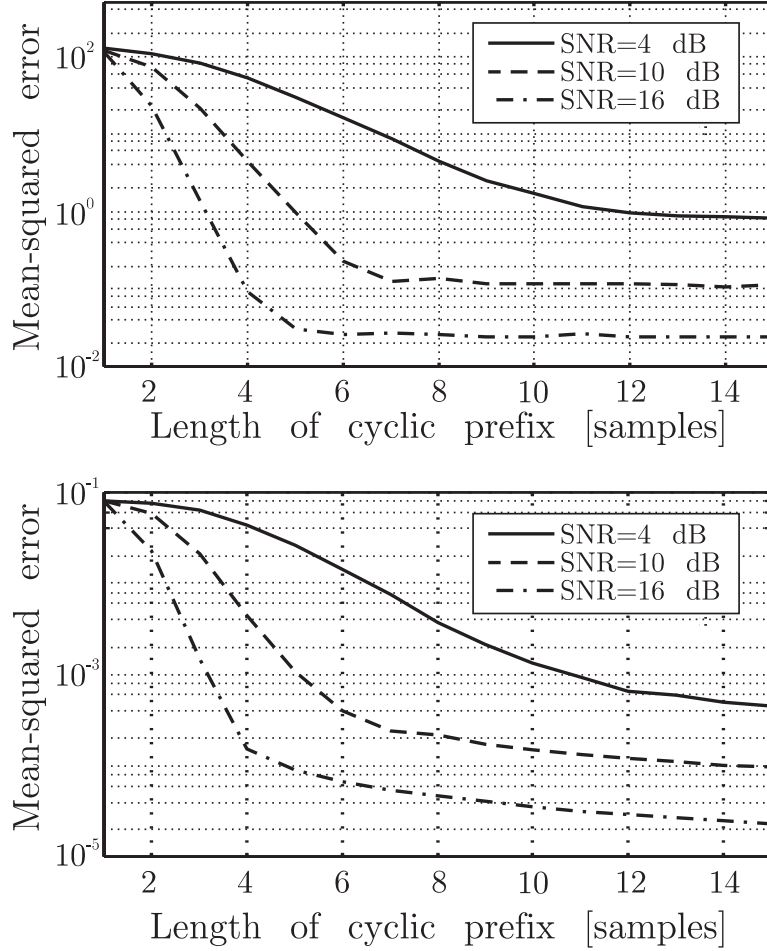 Mean-squared error
10^2
10^0
10^-2
SNR=4 dB
SNR=10 dB
SNR=16 dB
2 4 6 8 10 12 14
Length of cyclic prefix [samples]
Mean-squared error
10^-1
10^-3
10^-5
SNR=4 dB
SNR=10 dB
SNR=16 dB
2 4 6 8 10 12 14
Length of cyclic prefix [samples]